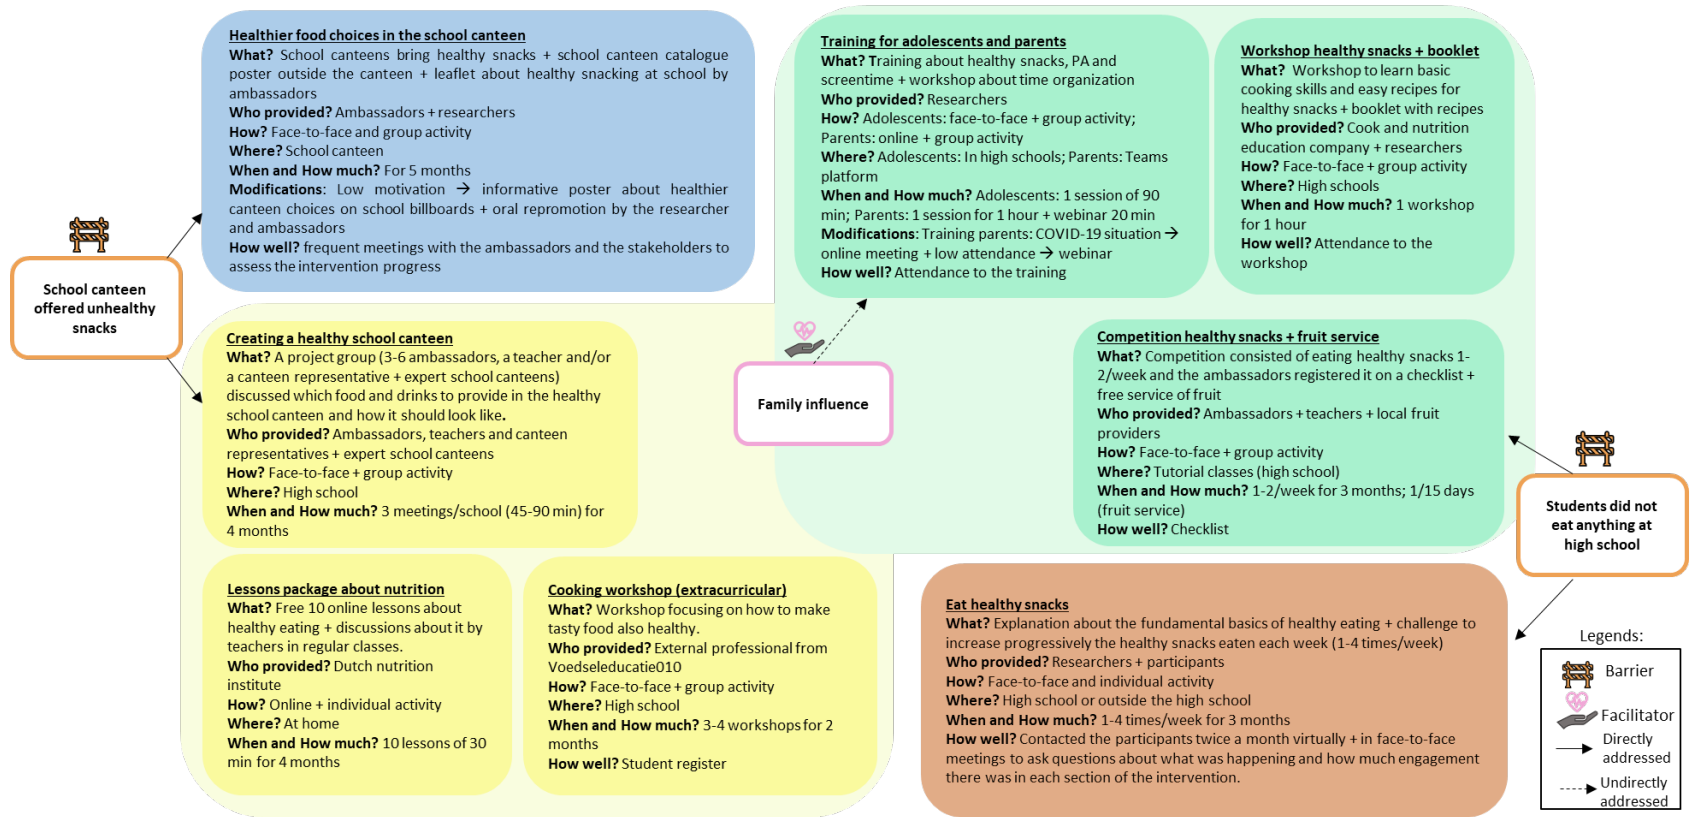 Healthier food choices in the school canteen
What? School canteens bring healthy snacks + school canteen catalogue
poster outside the canteen + leaflet about healthy snacking at school by
ambassadors
Who provided? Ambassadors + researchers
How? Face-to-face and group activity
Where? School canteen
When and How much? For 5 months
Modifications: Low motivation → informative poster about healthier
canteen choices on school billboards + oral repromotion by the researcher
and ambassadors
How well? frequent meetings with the ambassadors and the stakeholders to
assess the intervention progress
Training for adolescents and parents
What? Training about healthy snacks, PA and
screentime + workshop about time organization
Who provided? Researchers
How? Adolescents: face-to-face + group activity;
Parents: online + group activity
Where? Adolescents: In high schools; Parents: Teams
platform
When and How much? Adolescents: 1 session of 90
min; Parents: 1 session for 1 hour + webinar 20 min
Modifications: Training parents: COVID-19 situation →
online meeting + low attendance → webinar
How well? Attendance to the training
Workshop healthy snacks + booklet
What? Workshop to learn basic
cooking skills and easy recipes for
healthy snacks + booklet with recipes
Who provided? Cook and nutrition
education company + researchers
How? Face-to-face + group activity
Where? High schools
When and How much? 1 workshop
for 1 hour
How well? Attendance to the
workshop
School canteen
offered unhealthy
snacks
Creating a healthy school canteen
What? A project group (3-6 ambassadors, a teacher and/or
a canteen representative + expert school canteens)
discussed which food and drinks to provide in the healthy
school canteen and how it should look like.
Who provided? Ambassadors, teachers and canteen
representatives + expert school canteens
How? Face-to-face + group activity
Where? High school
When and How much? 3 meetings/school (45-90 min) for
4 months
Family influence
Competition healthy snacks + fruit service
What? Competition consisted of eating healthy snacks 1-
2/week and the ambassadors registered it on a checklist +
free service of fruit
Who provided? Ambassadors + teachers + local fruit
providers
How? Face-to-face + group activity
Where? Tutorial classes (high school)
When and How much? 1-2/week for 3 months; 1/15 days
(fruit service)
How well? Checklist
Students did not
eat anything at
high school
Lessons package about nutrition
What? Free 10 online lessons about
healthy eating + discussions about it by
teachers in regular classes.
Who provided? Dutch nutrition
institute
How? Online + individual activity
Where? At home
When and How much? 10 lessons of 30
min for 4 months
Cooking workshop (extracurricular)
What? Workshop focusing on how to make
tasty food also healthy.
Who provided? External professional from
Voedseleducatie010
How? Face-to-face + group activity
Where? High school
When and How much? 3-4 workshops for 2
months
How well? Student register
Eat healthy snacks
What? Explanation about the fundamental basics of healthy eating + challenge to
increase progressively the healthy snacks eaten each week (1-4 times/week)
Who provided? Researchers + participants
How? Face-to-face and individual activity
Where? High school or outside the high school
When and How much? 1-4 times/week for 3 months
How well? Contacted the participants twice a month virtually + in face-to-face
meetings to ask questions about what was happening and how much engagement
there was in each section of the intervention.
Legends:
Barrier
Facilitator
Directly
addressed
Undirectly
addressed